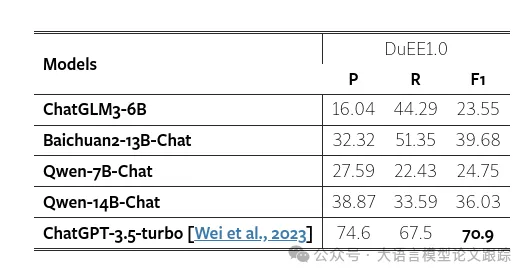 Models DuEE1.0
P R F1
ChatGLM3-6B 16.04 44.29 23.55
Baichuan2-13B-Chat 32.32 51.35 39.68
Qwen-7B-Chat 27.59 22.43 24.75
Qwen-14B-Chat 38.87 33.59 36.03
ChatGPT-3.5-turbo [Wei et al., 2023] 74.6 67.5 70.9
公众号 · 大语言模型论文跟踪